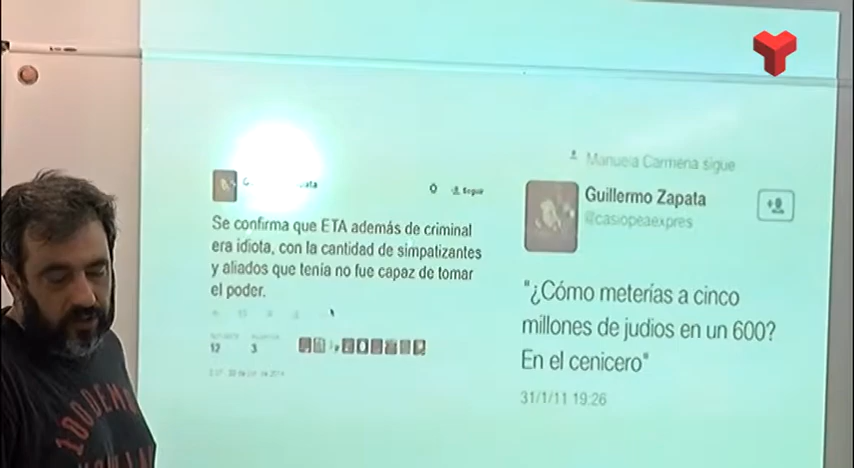 Se confirma que ETA además de criminal
era idiota, con la cantidad de simpatizantes
y aliados que tenía no fue capaz de tomar
el poder.
12 3
Manuela Carmena sigue
Guillermo Zapata
@casiopeaexpres
"¿Cómo meterías a cinco
millones de judios en un 600?
En el cenicero"
31/1/11 19:26